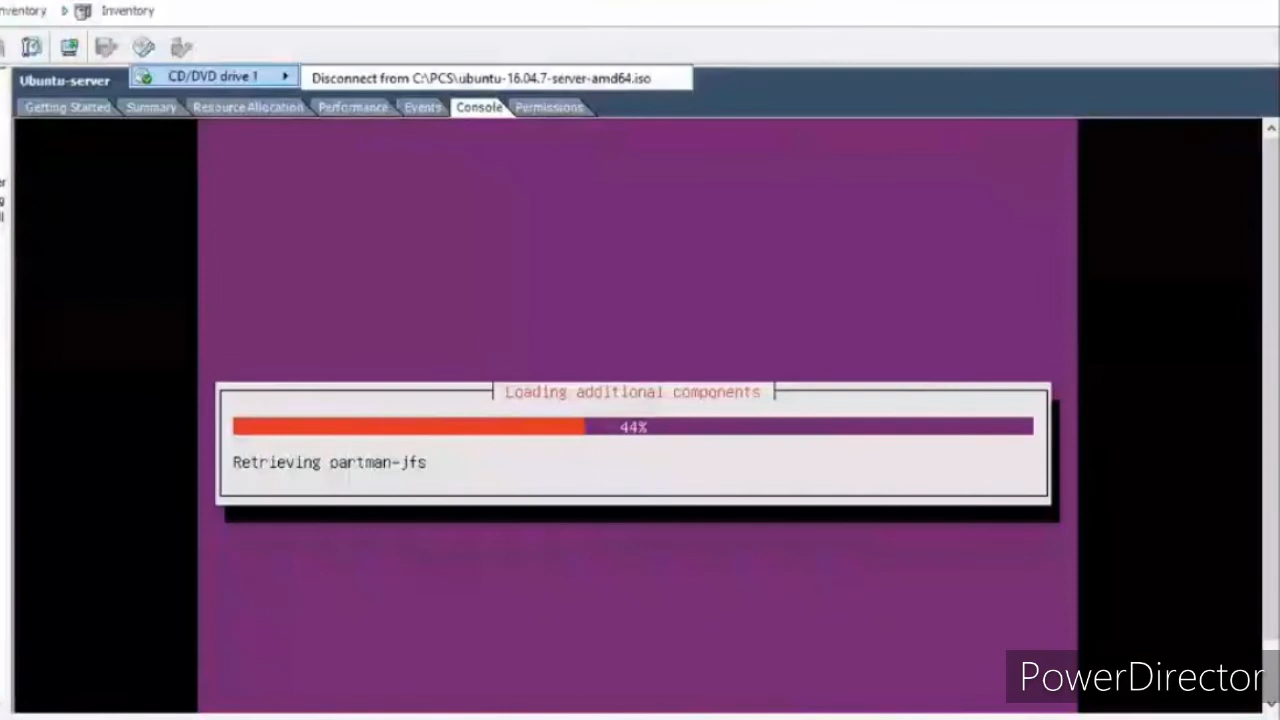 Inventory
Ubuntu-server
CD/DVD drive 1
Disconnect from C:\PCS\ubuntu-16.04.7-server-amd64.iso
Getting Started Summary Resource Allocation Performance Events Console Permissions
Loading additional components
44%
Retrieving partman-jfs
PowerDirector